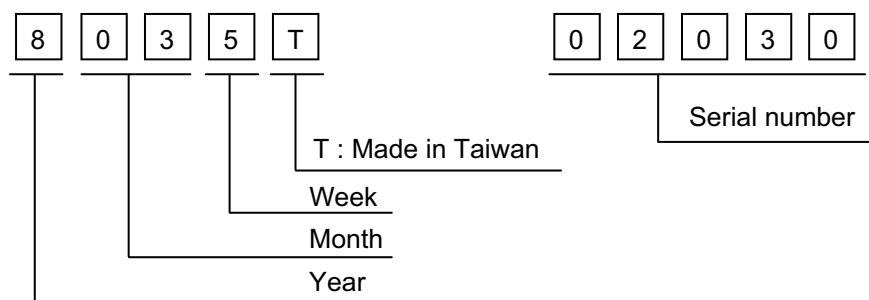 8 0 3 5 T 0 2 0 3 0
Serial number
T : Made in Taiwan
Week
Month
Year